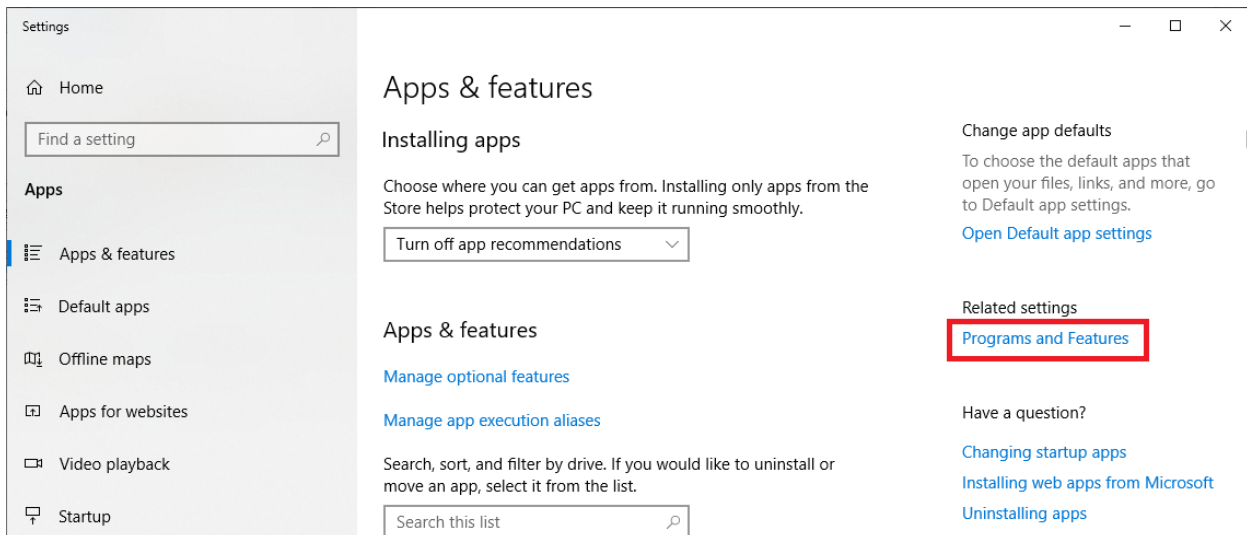 Settings
Home
Find a setting
Apps
Apps & features
Default apps
Offline maps
Apps for websites
Video playback
Startup
Apps & features
Installing apps
Choose where you can get apps from. Installing only apps from the
Store helps protect your PC and keep it running smoothly.
Turn off app recommendations
Apps & features
Manage optional features
Manage app execution aliases
Search, sort, and filter by drive. If you would like to uninstall or
move an app, select it from the list.
Search this list
Change app defaults
To choose the default apps that
open your files, links, and more, go
to Default app settings.
Open Default app settings
Related settings
Programs and Features
Have a question?
Changing startup apps
Installing web apps from Microsoft
Uninstalling apps